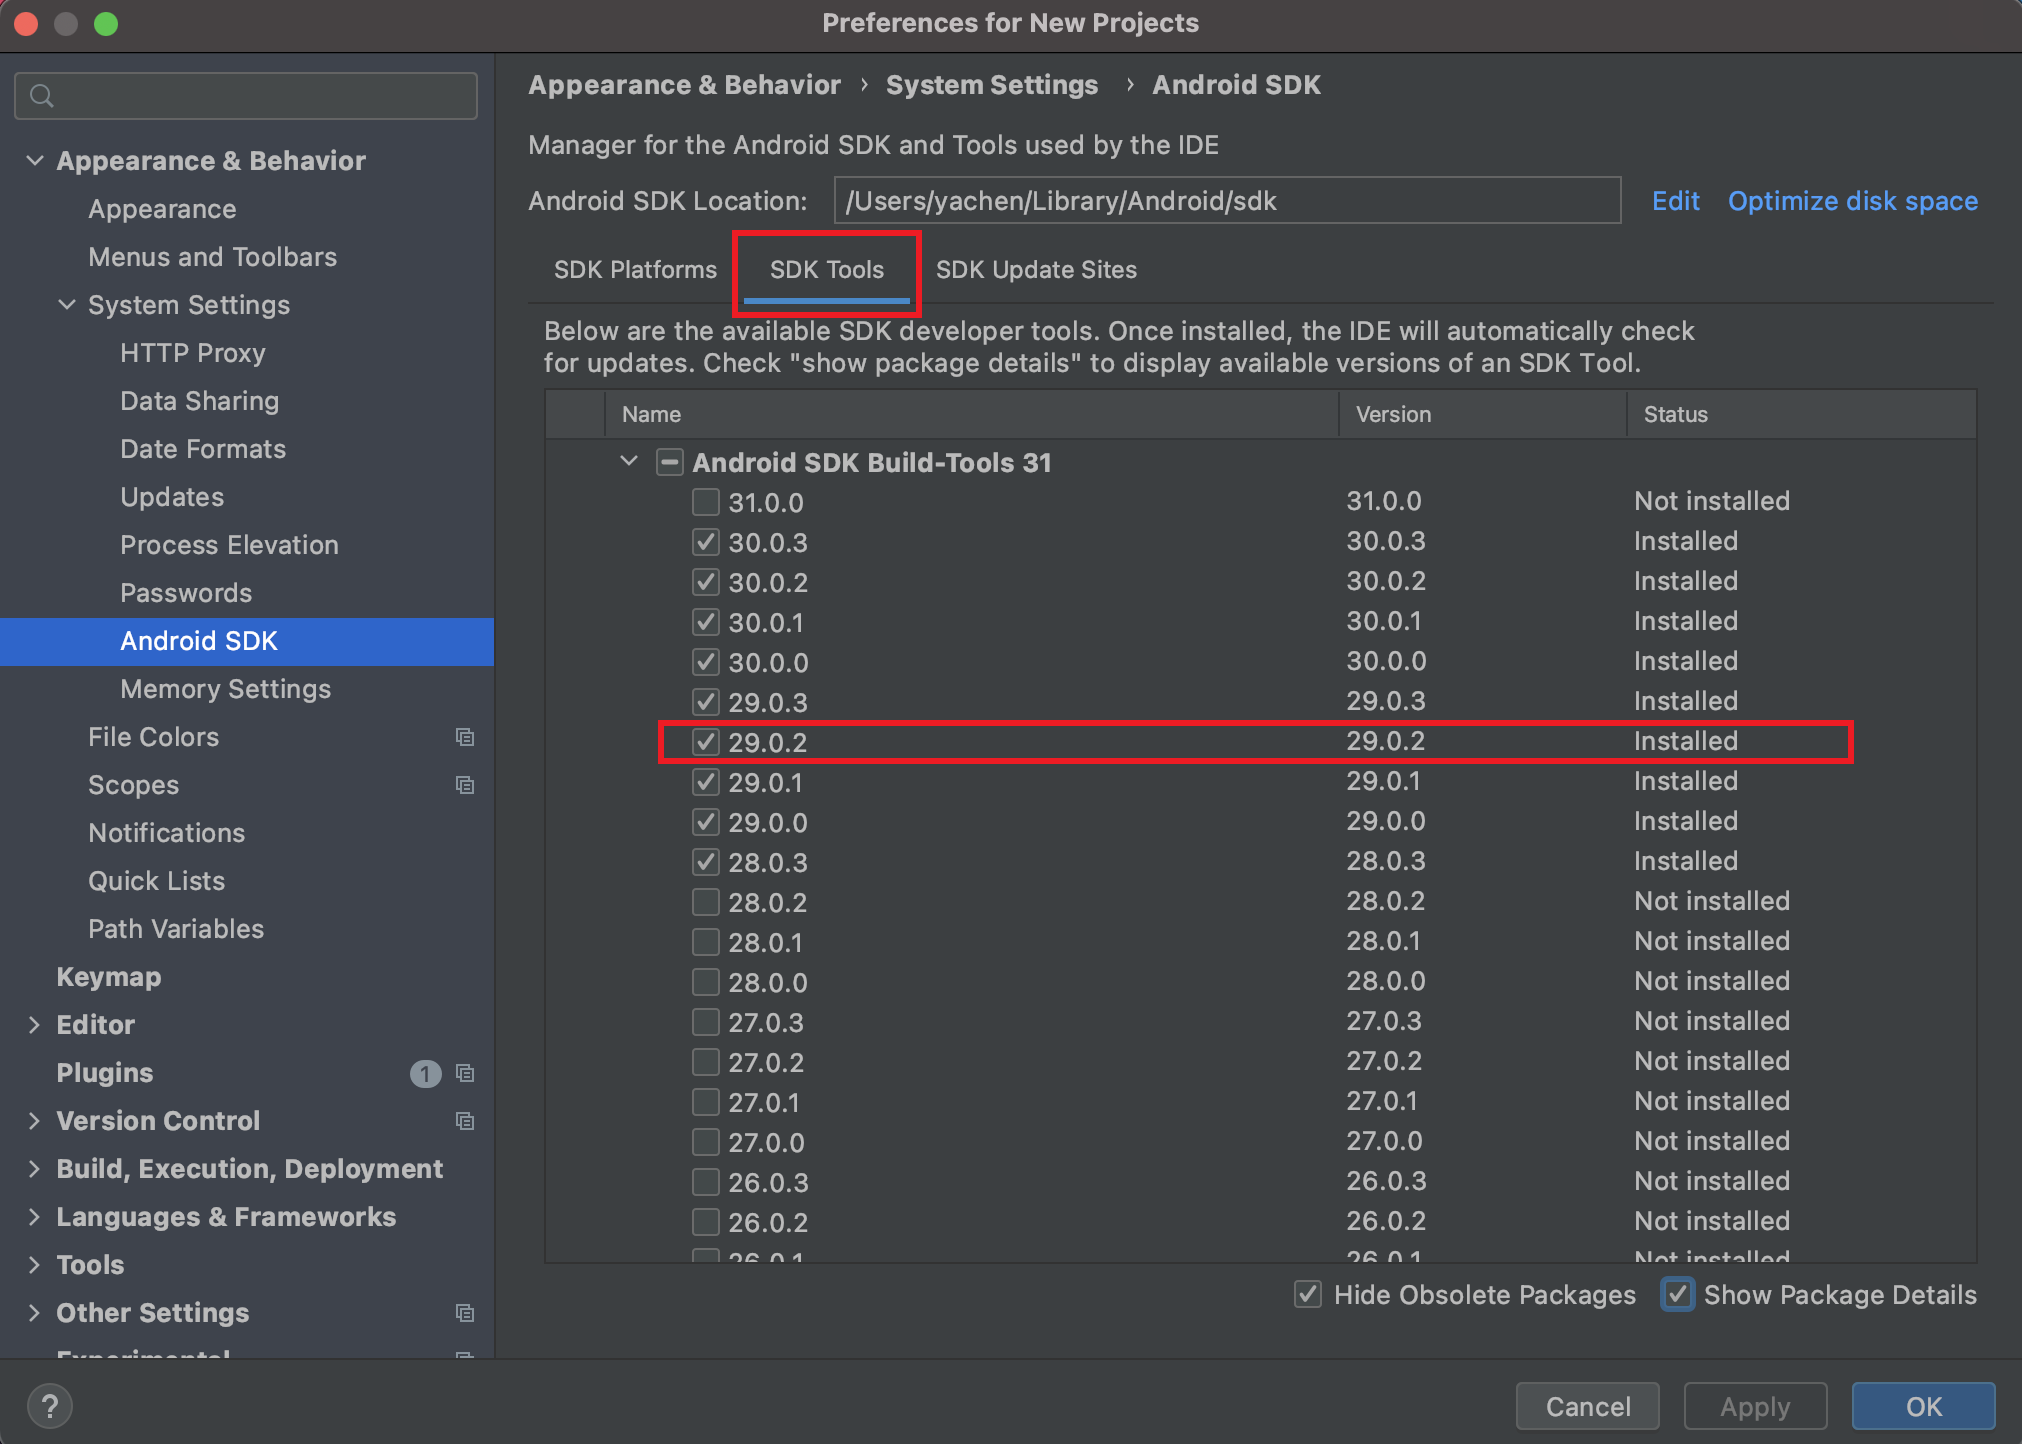 Preferences for New Projects
Appearance & Behavior
Appearance
Menus and Toolbars
System Settings
HTTP Proxy
Data Sharing
Date Formats
Updates
Process Elevation
Passwords
Android SDK
Memory Settings
File Colors
Scopes
Notifications
Quick Lists
Path Variables
Keymap
Editor
Plugins 1
Version Control
Build, Execution, Deployment
Languages & Frameworks
Tools
Other Settings
Experimental
Appearance & Behavior › System Settings › Android SDK
Manager for the Android SDK and Tools used by the IDE
Android SDK Location: /Users/yachen/Library/Android/sdk Edit Optimize disk space
SDK Platforms SDK Tools SDK Update Sites
Below are the available SDK developer tools. Once installed, the IDE will automatically check
for updates. Check "show package details" to display available versions of an SDK Tool.
Name Version Status
Android SDK Build-Tools 31
31.0.0 31.0.0 Not installed
30.0.3 30.0.3 Installed
30.0.2 30.0.2 Installed
30.0.1 30.0.1 Installed
30.0.0 30.0.0 Installed
29.0.3 29.0.3 Installed
29.0.2 29.0.2 Installed
29.0.1 29.0.1 Installed
29.0.0 29.0.0 Installed
28.0.3 28.0.3 Installed
28.0.2 28.0.2 Not installed
28.0.1 28.0.1 Not installed
28.0.0 28.0.0 Not installed
27.0.3 27.0.3 Not installed
27.0.2 27.0.2 Not installed
27.0.1 27.0.1 Not installed
27.0.0 27.0.0 Not installed
26.0.3 26.0.3 Not installed
26.0.2 26.0.2 Not installed
26.0.1 26.0.1 Not installed
Hide Obsolete Packages Show Package Details
? Cancel Apply OK